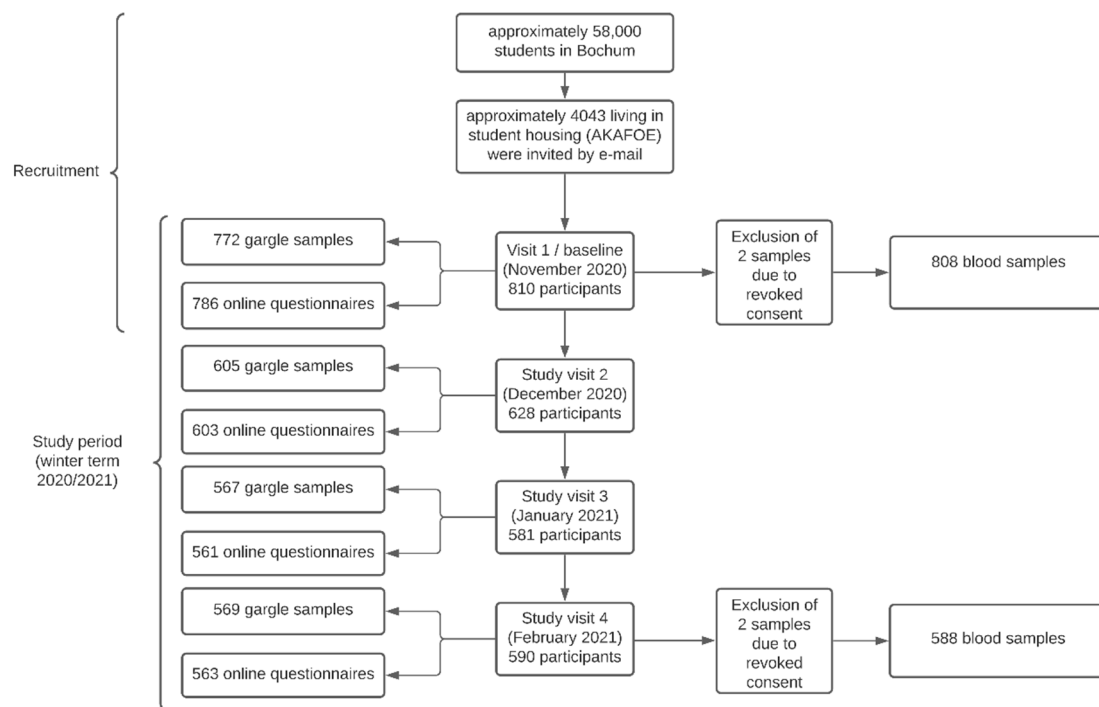 approximately 58,000
students in Bochum
approximately 4043 living in
student housing (AKAFOE)
were invited by e-mail
Recruitment
772 gargle samples
786 online questionnaires
Visit 1 / baseline
(November 2020)
810 participants
Exclusion of
2 samples
due to
revoked
consent
808 blood samples
Study period
(winter term
2020/2021)
605 gargle samples
603 online questionnaires
Study visit 2
(December 2020)
628 participants
567 gargle samples
561 online questionnaires
Study visit 3
(January 2021)
581 participants
569 gargle samples
563 online questionnaires
Study visit 4
(February 2021)
590 participants
Exclusion of
2 samples
due to
revoked
consent
588 blood samples